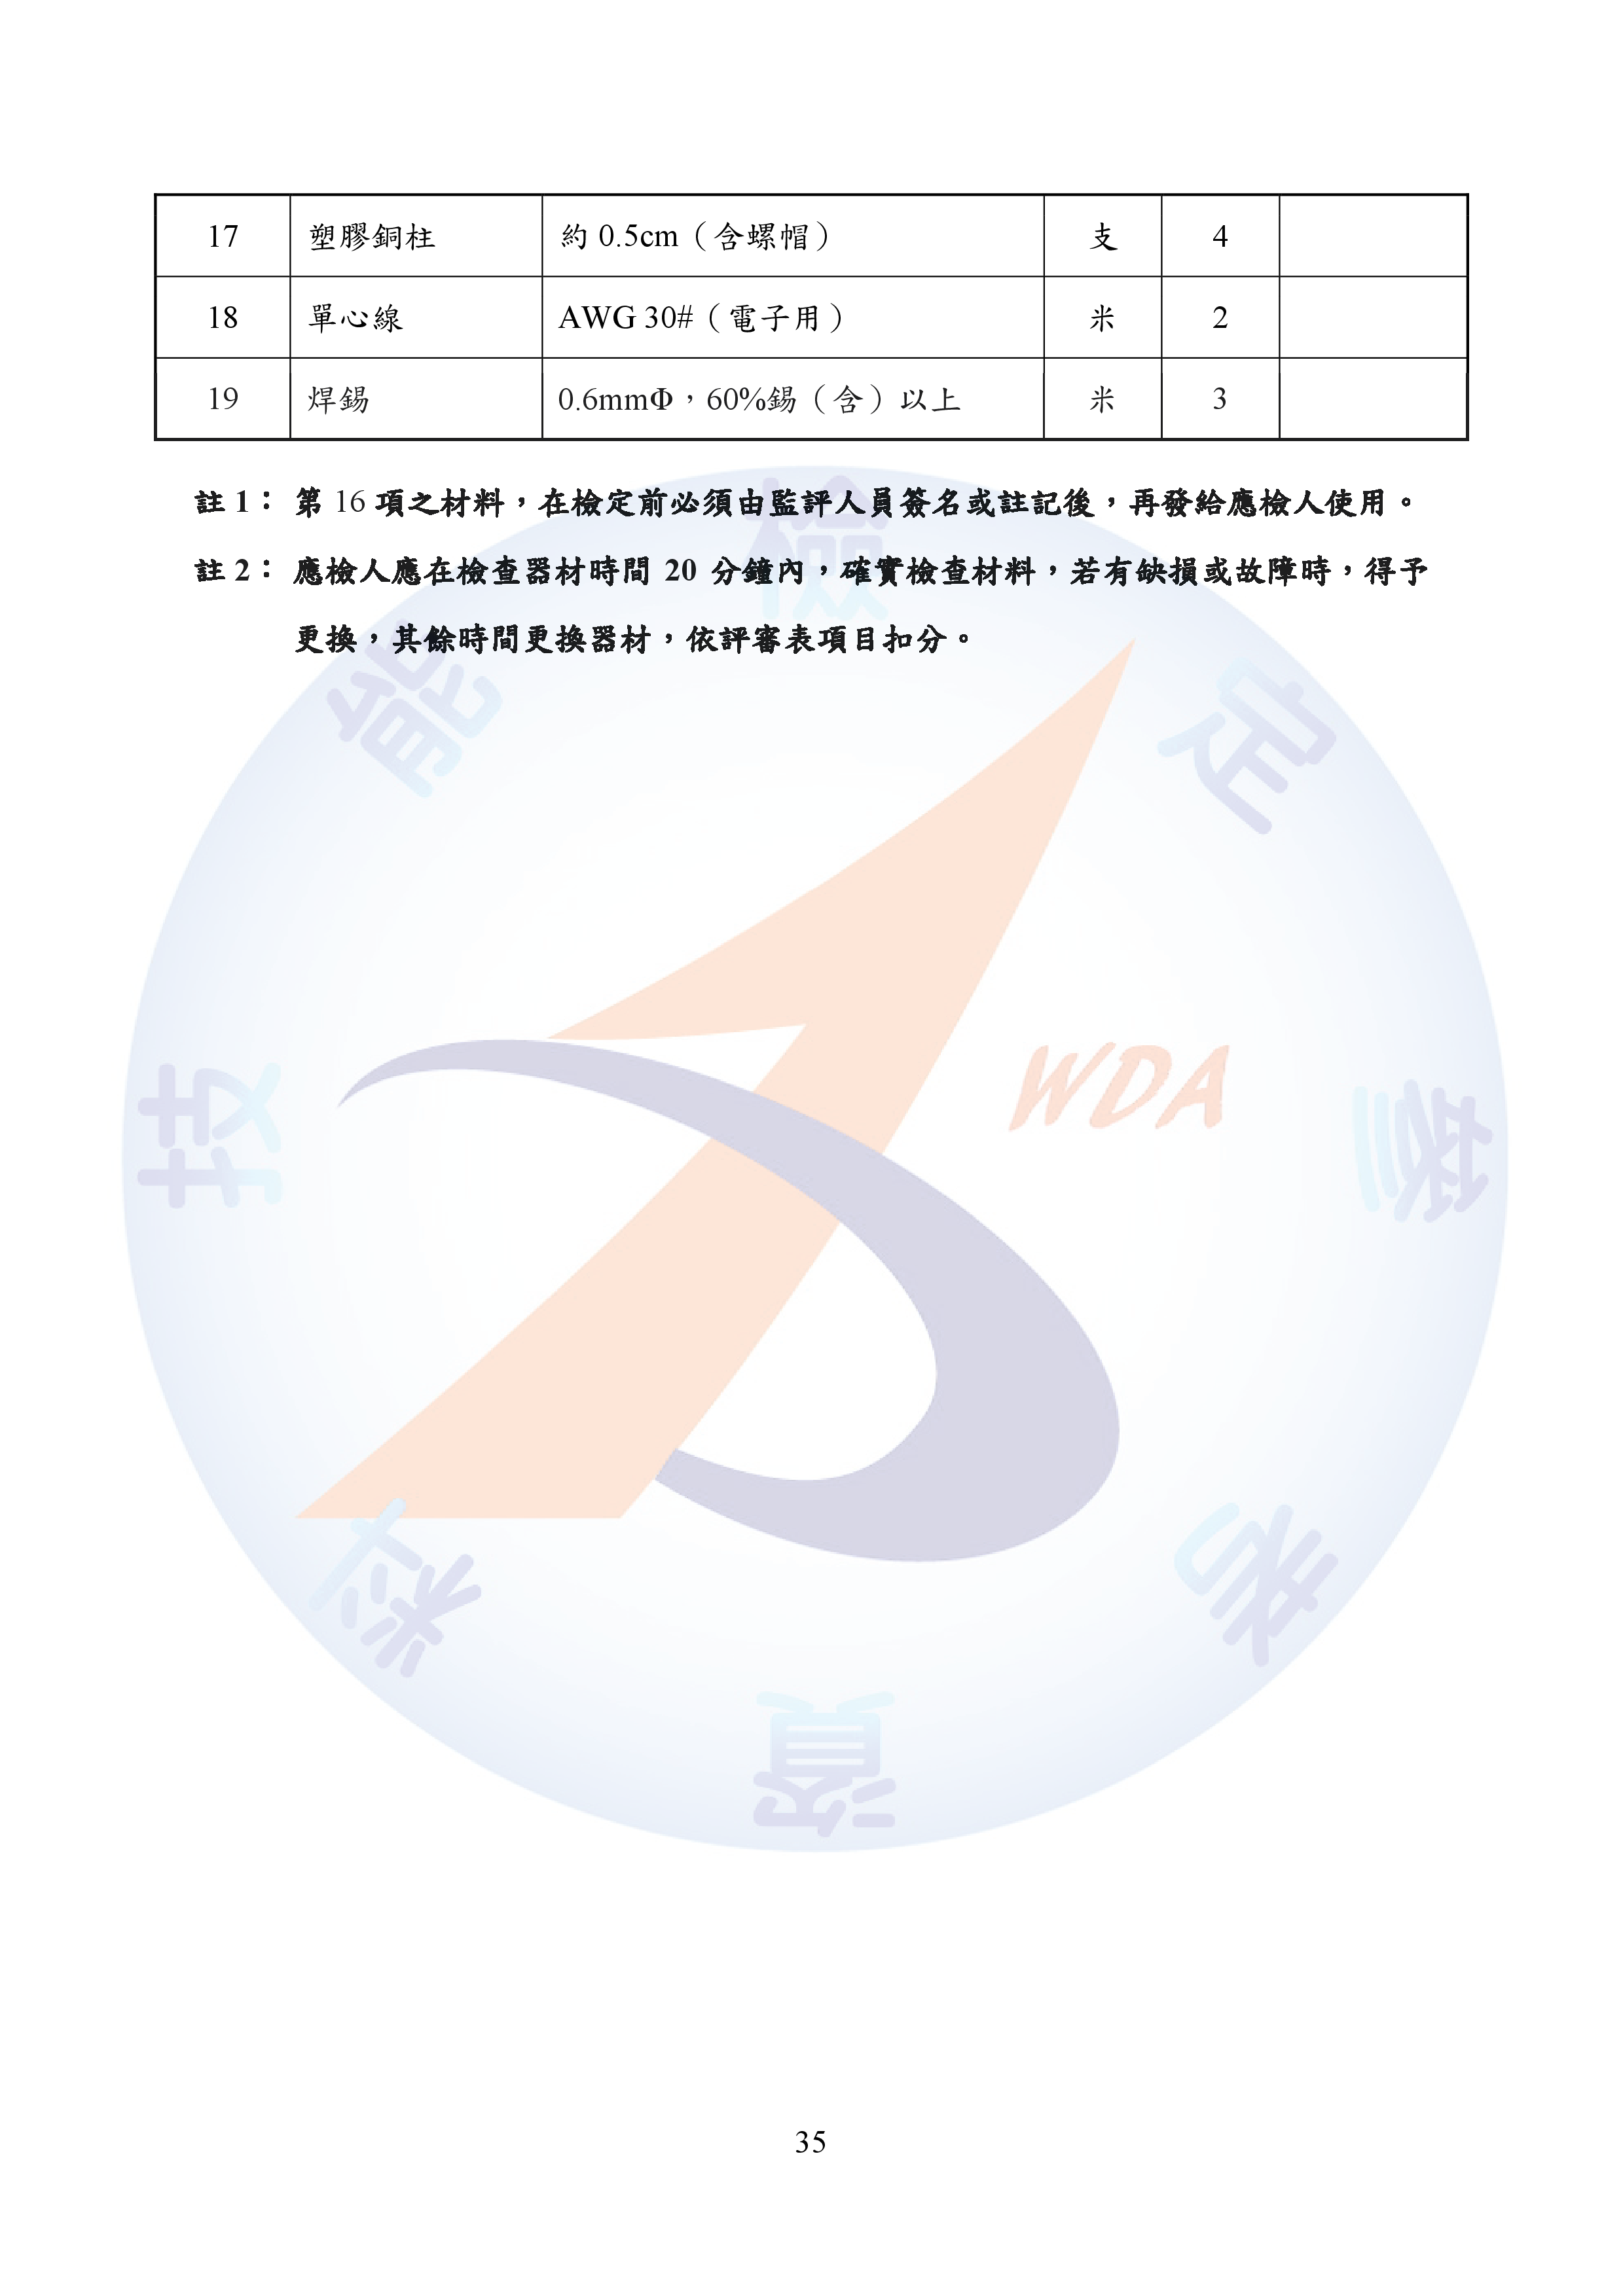 17 塑膠銅柱 約 0.5cm（含螺帽） 支 4
18 單心線 AWG 30#（電子用） 米 2
19 焊錫 0.6mmΦ，60%錫（含）以上 米 3
註 1： 第 16 項之材料，在檢定前必須由監評人員簽名或註記後，再發給應檢人使用。
註 2： 應檢人應在檢查器材時間 20 分鐘內，確實檢查材料，若有缺損或故障時，得予
更換，其餘時間更換器材，依評審表項目扣分。
技能檢定參考資料
WDA
35